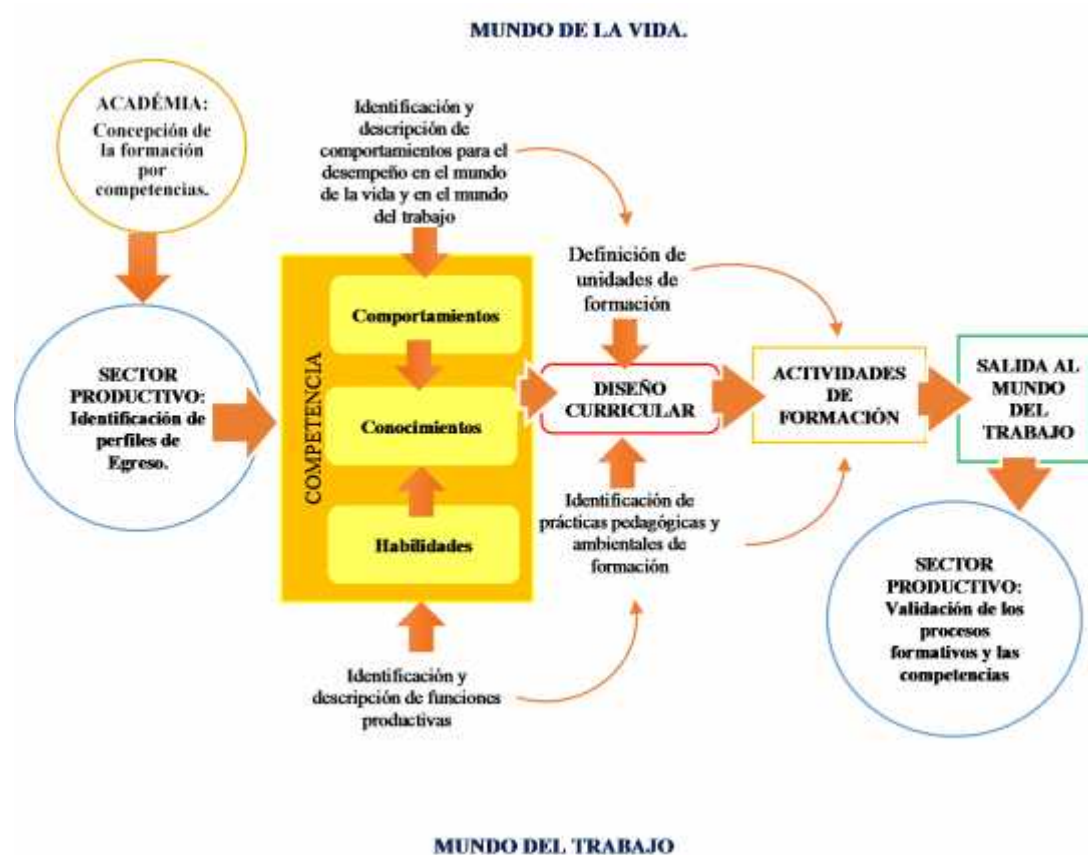 MUNDO DE LA VIDA.
ACADÉMIA:
Concepción de
la formación
por
competencias.
SECTOR
PRODUCTIVO:
Identificación de
perfiles de
Egreso.
Identificación y
descripción de
comportamientos para el
desempeño en el mundo
de la vida y en el mundo
del trabajo
COMPETENCIA
Comportamientos
Conocimientos
Habilidades
Identificación y
descripción de funciones
productivas
Definición de
unidades de
formación
DISEÑO
CURRICULAR
Identificación de
prácticas pedagógicas y
ambientales de
formación
ACTIVIDADES
DE
FORMACIÓN
SALIDA AL
MUNDO
DEL
TRABAJO
SECTOR
PRODUCTIVO:
Validación de los
procesos
formativos y las
competencias
MUNDO DEL TRABAJO